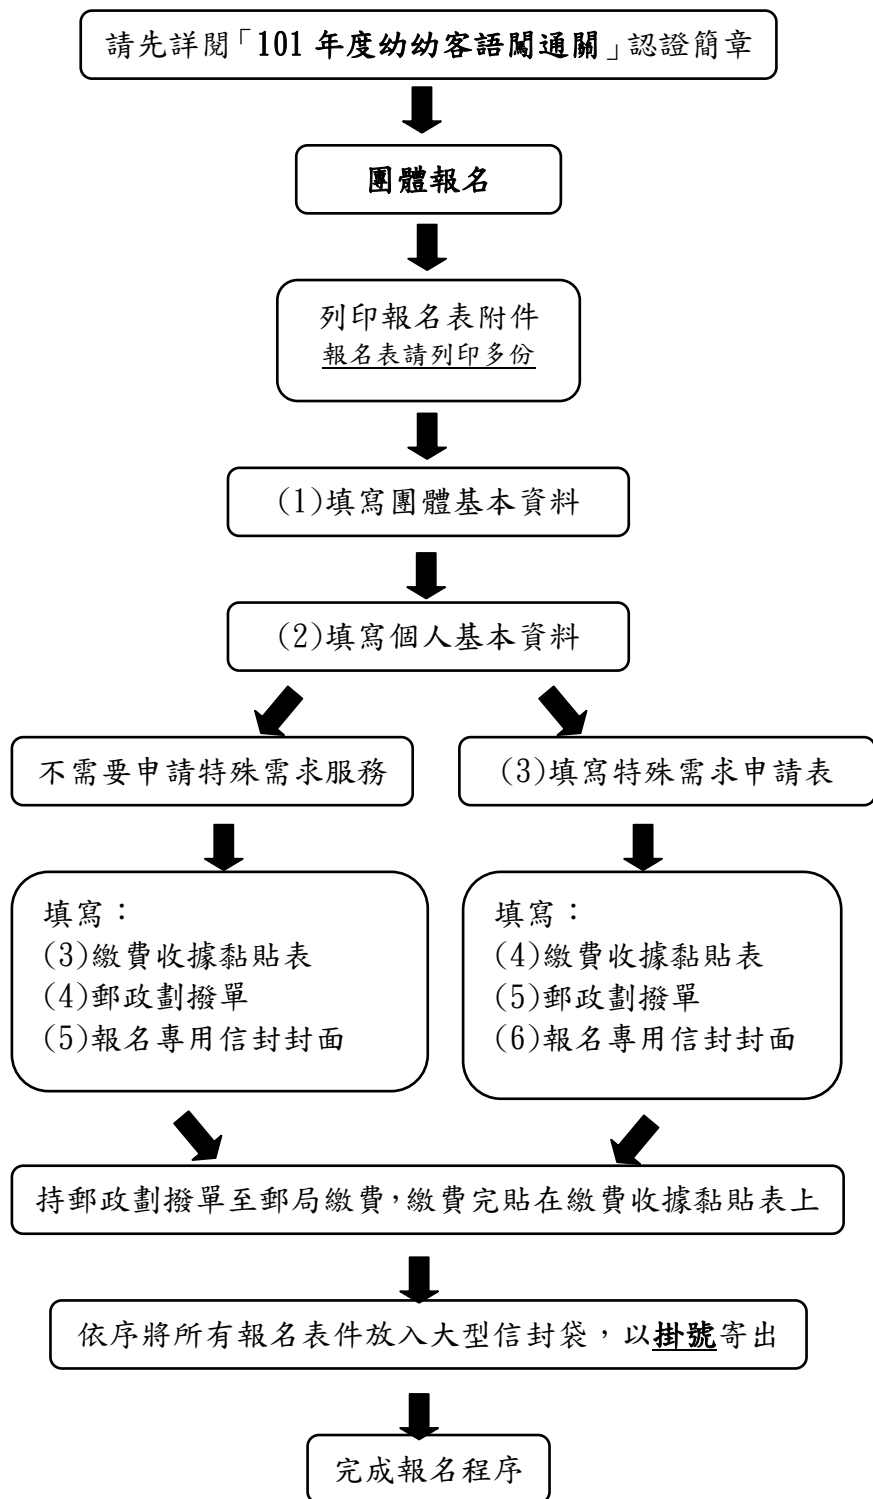 請先詳閱「101 年度幼幼客語闖通關」認證簡章
團體報名
列印報名表附件
報名表請列印多份
(1)填寫團體基本資料
(2)填寫個人基本資料
不需要申請特殊需求服務
(3)填寫特殊需求申請表
填寫：
(3)繳費收據黏貼表
(4)郵政劃撥單
(5)報名專用信封封面
填寫：
(4)繳費收據黏貼表
(5)郵政劃撥單
(6)報名專用信封封面
持郵政劃撥單至郵局繳費，繳費完貼在繳費收據黏貼表上
依序將所有報名表件放入大型信封袋，以掛號寄出
完成報名程序